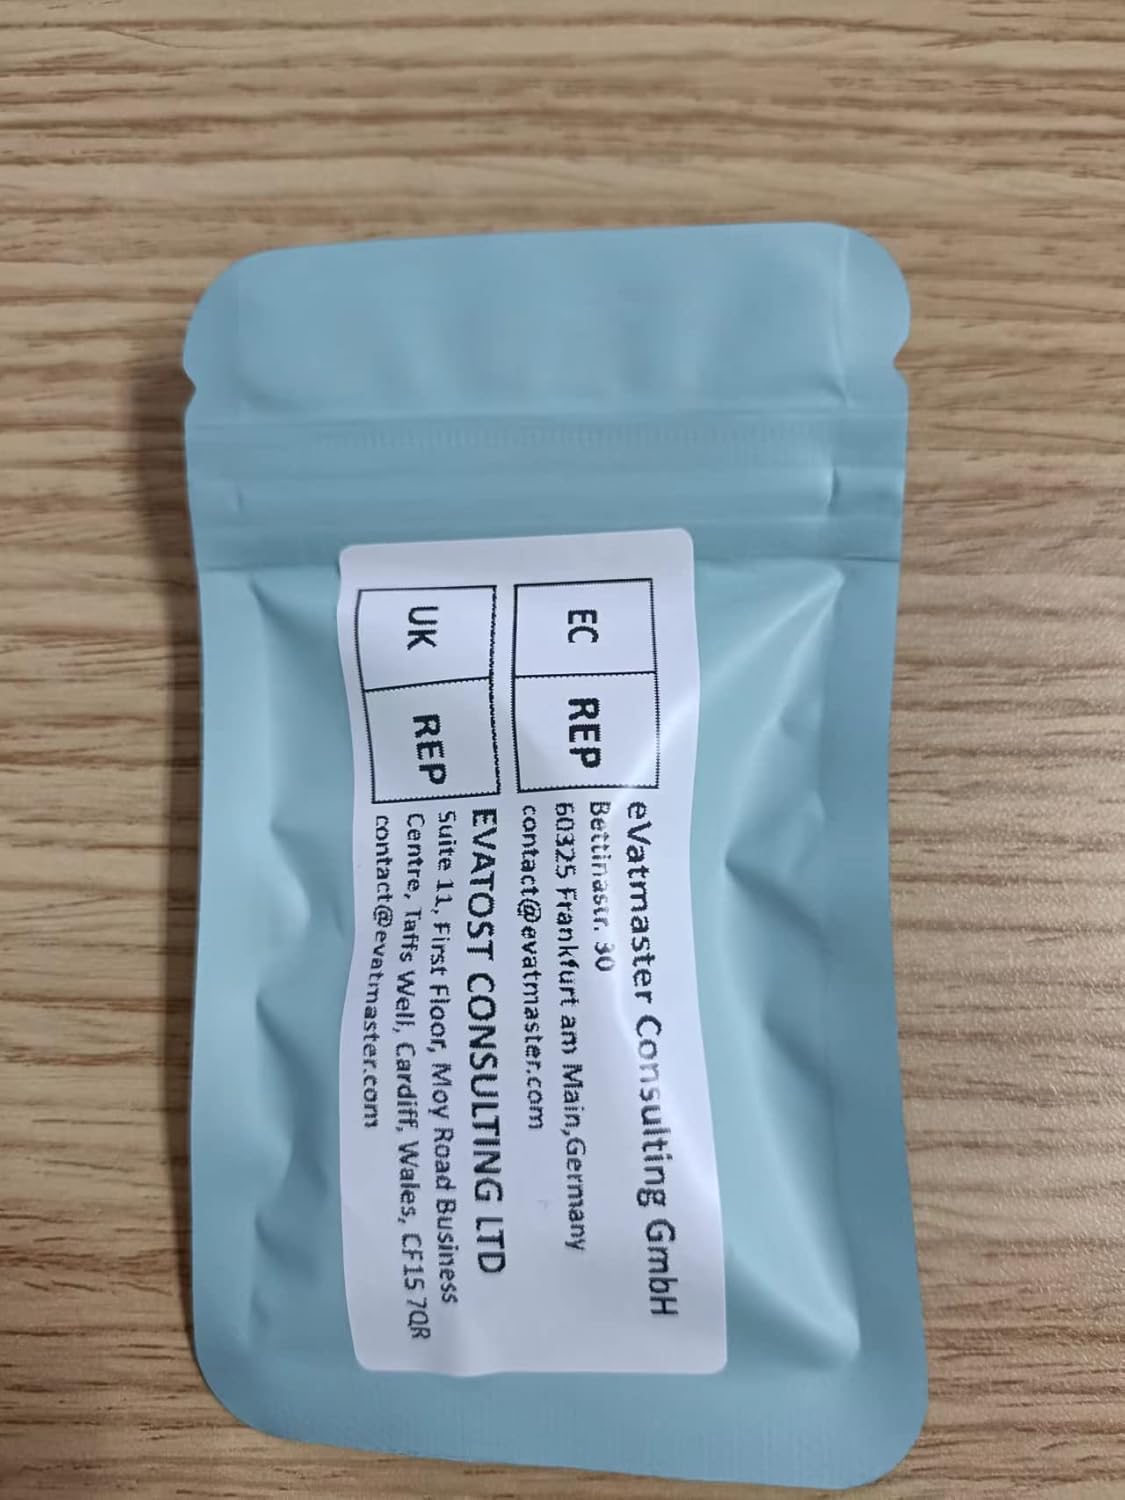 EC REP
eVatmaster Consulting GmbH
Bettinastr. 30
60325 Frankfurt am Main,Germany
contact@evatmaster.com
UK REP
EVATOST CONSULTING LTD
Suite 11, First Floor, Moy Road Business
Centre, Taffs Well, Cardiff, Wales, CF15 7QR
contact@evatmaster.com